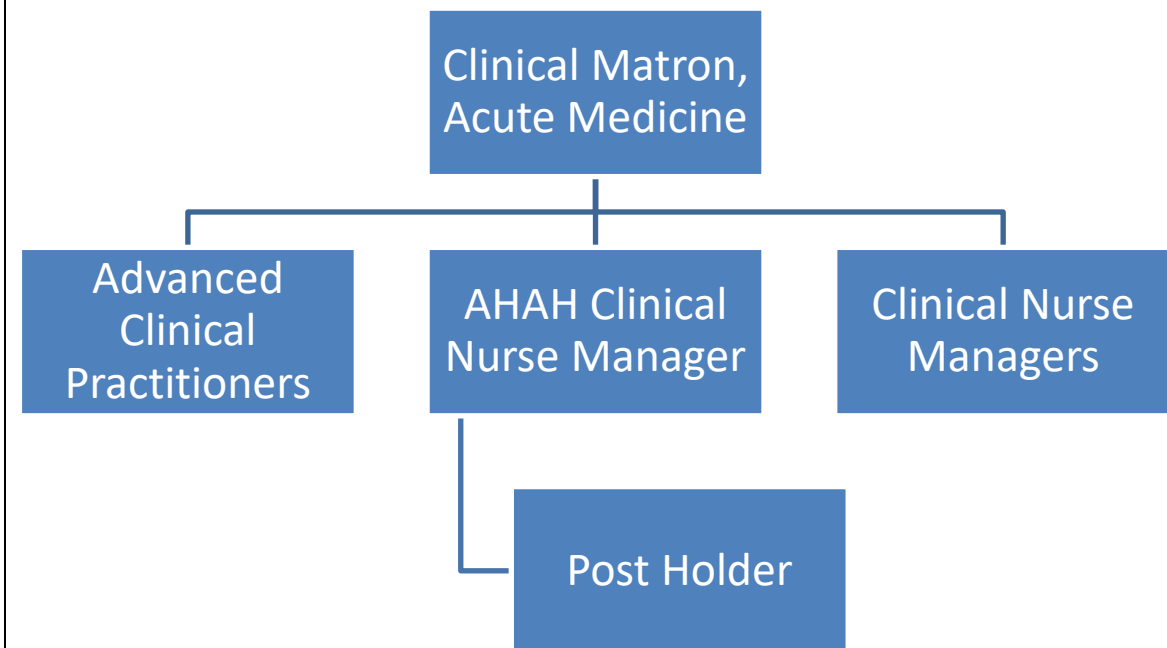 Clinical Matron,
Acute Medicine
Advanced
Clinical
Practitioners
AHAH Clinical
Nurse Manager
Clinical Nurse
Managers
Post Holder